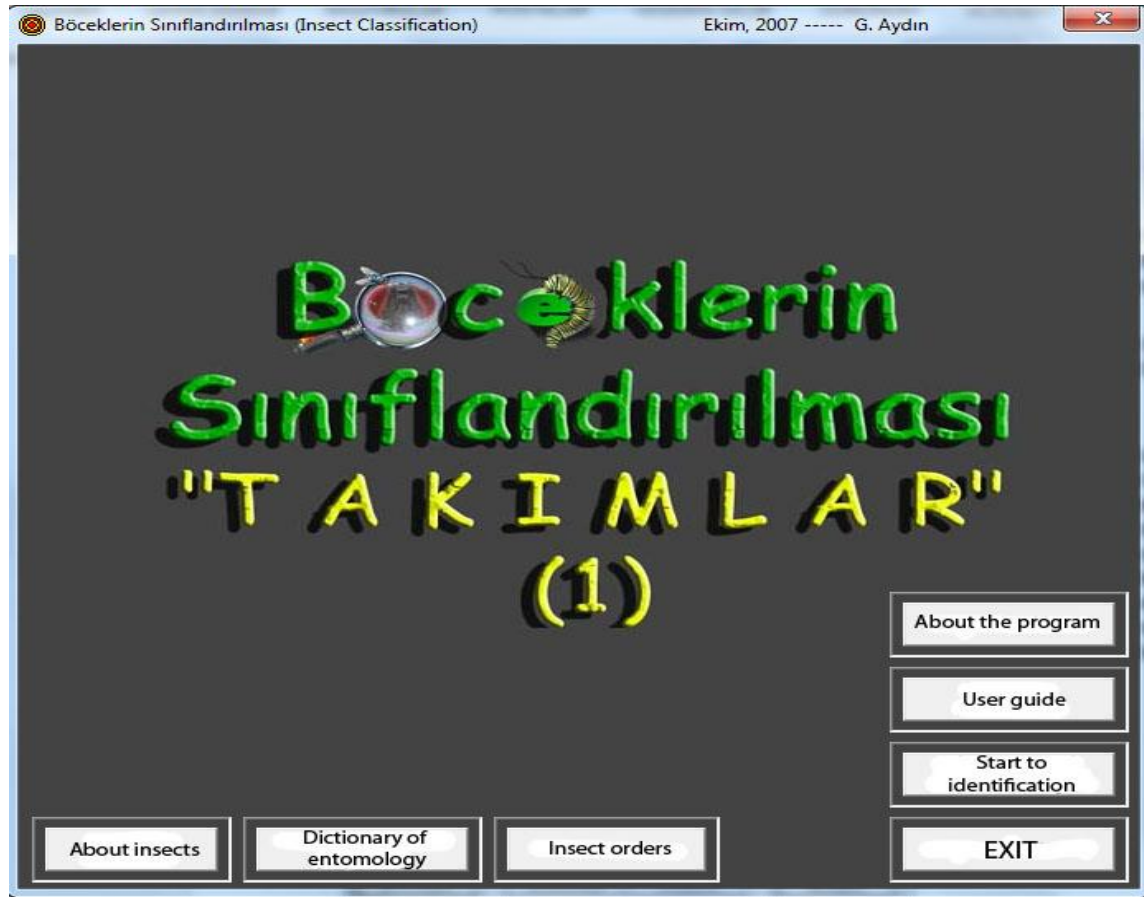 Böceklerin Sınıflandırılması (Insect Classification) Ekim, 2007 ----- G. Aydın
Böceklerin
Sınıflandırılması
"TAKIMLAR"
(1)
About the program
User guide
Start to
identification
About insects
Dictionary of
entomology
Insect orders
EXIT